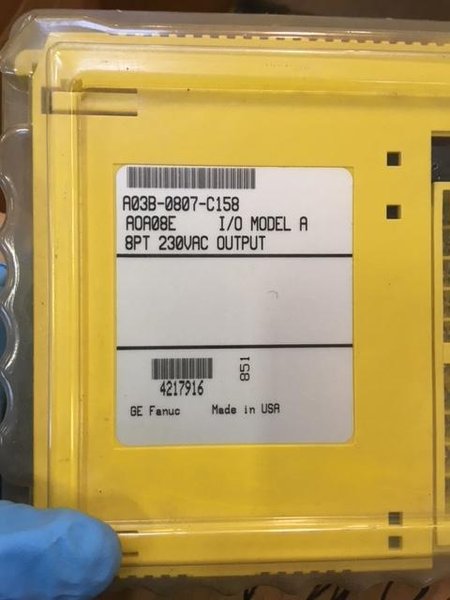 A03B-0807-C158
AOA08E I/O MODEL A
8PT 230VAC OUTPUT
851
4217916
GE Fanuc Made in USA